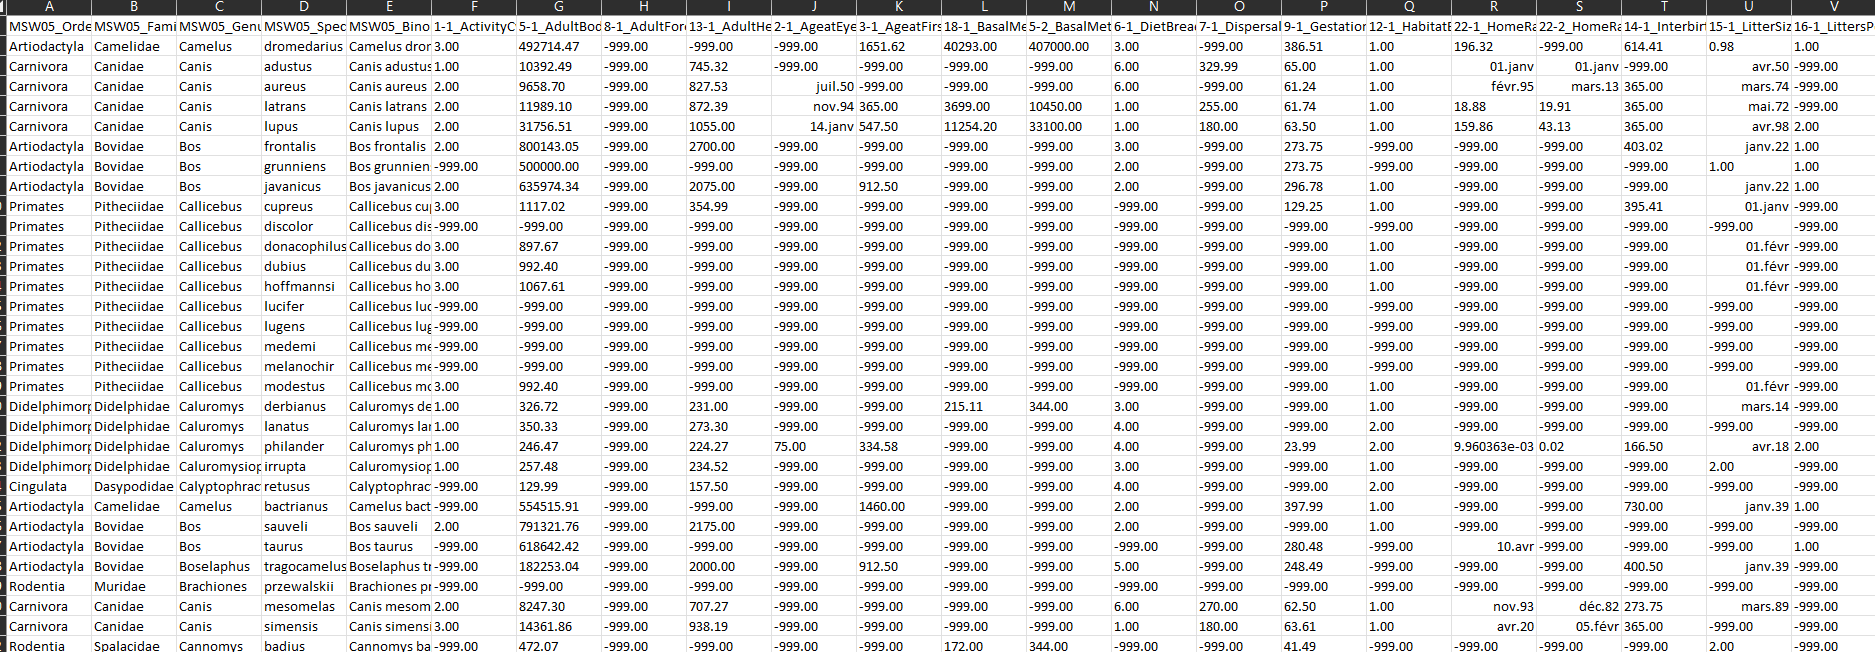 A B C D E F G H I J K L M N O P Q R S T U V
MSW05_Orde MSW05_Fami MSW05_Genu MSW05_Spec MSW05_Bino 1-1_ActivityC 5-1_AdultBod 8-1_AdultFore 13-1_AdultHe 2-1_AgeatEye 3-1_AgeatFirs 18-1_BasalMe 5-2_BasalMet 6-1_DietBrea 7-1_Dispersal 9-1_Gestation 12-1_HabitatB 22-1_HomeRa 22-2_HomeRa 14-1_Interbirt 15-1_LitterSiz 16-1_LittersP
Artiodactyla Camelidae Camelus dromedarius Camelus dror 3.00 492714.47 -999.00 -999.00 -999.00 1651.62 40293.00 407000.00 3.00 -999.00 386.51 1.00 196.32 -999.00 614.41 0.98 1.00
Carnivora Canidae Canis adustus Canis adustus 1.00 10392.49 -999.00 745.32 -999.00 -999.00 -999.00 -999.00 6.00 329.99 65.00 1.00 01.janv 01.janv -999.00 avr.50 -999.00
Carnivora Canidae Canis aureus Canis aureus 2.00 9658.70 -999.00 827.53 juil.50 -999.00 -999.00 -999.00 6.00 -999.00 61.24 1.00 févr.95 mars.13 365.00 mars.74 -999.00
Carnivora Canidae Canis latrans Canis latrans 2.00 11989.10 -999.00 872.39 nov.94 365.00 3699.00 10450.00 1.00 255.00 61.74 1.00 18.88 19.91 365.00 mai.72 -999.00
Carnivora Canidae Canis lupus Canis lupus 2.00 31756.51 -999.00 1055.00 14.janv 547.50 11254.20 33100.00 1.00 180.00 63.50 1.00 159.86 43.13 365.00 avr.98 2.00
Artiodactyla Bovidae Bos frontalis Bos frontalis 2.00 800143.05 -999.00 2700.00 -999.00 -999.00 -999.00 -999.00 3.00 -999.00 273.75 -999.00 -999.00 -999.00 403.02 janv.22 1.00
Artiodactyla Bovidae Bos grunniens Bos grunnien -999.00 500000.00 -999.00 -999.00 -999.00 -999.00 -999.00 -999.00 2.00 -999.00 273.75 -999.00 -999.00 -999.00 -999.00 1.00 1.00
Artiodactyla Bovidae Bos javanicus Bos javanicus 2.00 635974.34 -999.00 2075.00 -999.00 912.50 -999.00 -999.00 2.00 -999.00 296.78 1.00 -999.00 -999.00 -999.00 janv.22 1.00
Primates Pitheciidae Callicebus cupreus Callicebus cu 3.00 1117.02 -999.00 354.99 -999.00 -999.00 -999.00 -999.00 -999.00 -999.00 129.25 1.00 -999.00 -999.00 395.41 01.janv -999.00
Primates Pitheciidae Callicebus discolor Callicebus dis -999.00 -999.00 -999.00 -999.00 -999.00 -999.00 -999.00 -999.00 -999.00 -999.00 -999.00 -999.00 -999.00 -999.00 -999.00 -999.00 -999.00
Primates Pitheciidae Callicebus donacophilus Callicebus do 3.00 897.67 -999.00 -999.00 -999.00 -999.00 -999.00 -999.00 -999.00 -999.00 -999.00 1.00 -999.00 -999.00 -999.00 01.févr -999.00
Primates Pitheciidae Callicebus dubius Callicebus du 3.00 992.40 -999.00 -999.00 -999.00 -999.00 -999.00 -999.00 -999.00 -999.00 -999.00 1.00 -999.00 -999.00 -999.00 01.févr -999.00
Primates Pitheciidae Callicebus hoffmannsi Callicebus ho 3.00 1067.61 -999.00 -999.00 -999.00 -999.00 -999.00 -999.00 -999.00 -999.00 -999.00 1.00 -999.00 -999.00 -999.00 01.févr -999.00
Primates Pitheciidae Callicebus lucifer Callicebus luc -999.00 -999.00 -999.00 -999.00 -999.00 -999.00 -999.00 -999.00 -999.00 -999.00 -999.00 -999.00 -999.00 -999.00 -999.00 -999.00 -999.00
Primates Pitheciidae Callicebus lugens Callicebus lug -999.00 -999.00 -999.00 -999.00 -999.00 -999.00 -999.00 -999.00 -999.00 -999.00 -999.00 -999.00 -999.00 -999.00 -999.00 -999.00 -999.00
Primates Pitheciidae Callicebus medemi Callicebus me -999.00 -999.00 -999.00 -999.00 -999.00 -999.00 -999.00 -999.00 -999.00 -999.00 -999.00 -999.00 -999.00 -999.00 -999.00 -999.00 -999.00
Primates Pitheciidae Callicebus melanochir Callicebus me -999.00 -999.00 -999.00 -999.00 -999.00 -999.00 -999.00 -999.00 -999.00 -999.00 -999.00 -999.00 -999.00 -999.00 -999.00 -999.00 -999.00
Primates Pitheciidae Callicebus modestus Callicebus mo 3.00 992.40 -999.00 -999.00 -999.00 -999.00 -999.00 -999.00 -999.00 -999.00 -999.00 1.00 -999.00 -999.00 -999.00 01.févr -999.00
Didelphimorp Didelphidae Caluromys derbianus Caluromys de 1.00 326.72 -999.00 231.00 -999.00 -999.00 215.11 344.00 3.00 -999.00 -999.00 1.00 -999.00 -999.00 -999.00 mars.14 -999.00
Didelphimorp Didelphidae Caluromys lanatus Caluromys lar 1.00 350.33 -999.00 273.30 -999.00 -999.00 -999.00 -999.00 4.00 -999.00 -999.00 2.00 -999.00 -999.00 -999.00 -999.00 -999.00
Didelphimorp Didelphidae Caluromys philander Caluromys ph 1.00 246.47 -999.00 224.27 75.00 334.58 -999.00 -999.00 4.00 -999.00 23.99 2.00 9.960363e-03 0.02 166.50 avr.18 2.00
Didelphimorp Didelphidae Caluromysiop irrupta Caluromysiop 1.00 257.48 -999.00 234.52 -999.00 -999.00 -999.00 -999.00 3.00 -999.00 -999.00 1.00 -999.00 -999.00 -999.00 2.00 -999.00
Cingulata Dasypodidae Calyptophrac retusus Calyptophrac -999.00 129.99 -999.00 157.50 -999.00 -999.00 -999.00 -999.00 4.00 -999.00 -999.00 2.00 -999.00 -999.00 -999.00 -999.00 -999.00
Artiodactyla Camelidae Camelus bactrianus Camelus bact -999.00 554515.91 -999.00 -999.00 -999.00 1460.00 -999.00 -999.00 2.00 -999.00 397.99 1.00 -999.00 -999.00 730.00 janv.39 1.00
Artiodactyla Bovidae Bos sauveli Bos sauveli 2.00 791321.76 -999.00 2175.00 -999.00 -999.00 -999.00 -999.00 2.00 -999.00 -999.00 1.00 -999.00 -999.00 -999.00 -999.00 -999.00
Artiodactyla Bovidae Bos taurus Bos taurus -999.00 618642.42 -999.00 -999.00 -999.00 -999.00 -999.00 -999.00 -999.00 -999.00 280.48 -999.00 10.avr -999.00 -999.00 -999.00 1.00
Artiodactyla Bovidae Boselaphus tragocamelus Boselaphus tr -999.00 182253.04 -999.00 2000.00 -999.00 912.50 -999.00 -999.00 5.00 -999.00 248.49 -999.00 -999.00 -999.00 400.50 janv.39 -999.00
Rodentia Muridae Brachiones przewalskii Brachiones pr -999.00 -999.00 -999.00 -999.00 -999.00 -999.00 -999.00 -999.00 -999.00 -999.00 -999.00 -999.00 -999.00 -999.00 -999.00 -999.00 -999.00
Carnivora Canidae Canis mesomelas Canis mesom 2.00 8247.30 -999.00 707.27 -999.00 -999.00 -999.00 -999.00 6.00 270.00 62.50 1.00 nov.93 déc.82 273.75 mars.89 -999.00
Carnivora Canidae Canis simensis Canis simensi 3.00 14361.86 -999.00 938.19 -999.00 -999.00 -999.00 -999.00 1.00 180.00 63.61 1.00 avr.20 05.févr 365.00 -999.00 -999.00
Rodentia Spalacidae Cannomys badius Cannomys ba -999.00 472.07 -999.00 -999.00 -999.00 -999.00 172.00 344.00 -999.00 -999.00 41.49 -999.00 -999.00 -999.00 -999.00 2.00 -999.00